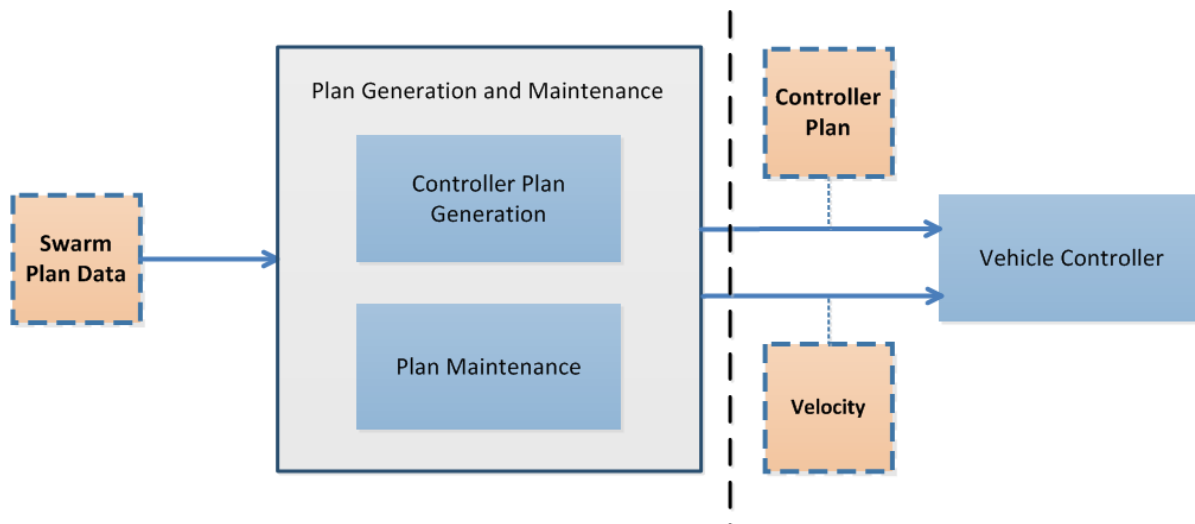 Plan Generation and Maintenance
Controller Plan
Generation
Plan Maintenance
Swarm
Plan Data
Controller
Plan
Velocity
Vehicle Controller